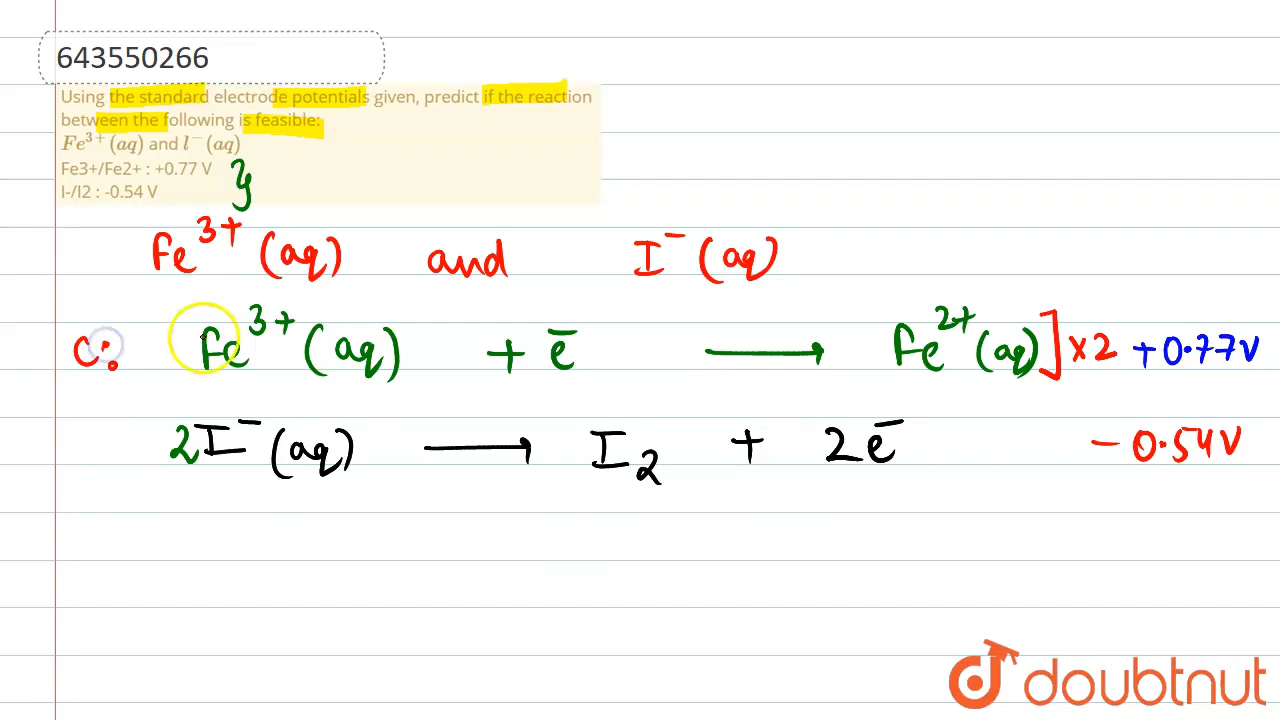 643550266
Using the standard electrode potentials given, predict if the reaction
between the following is feasible:
Fe³⁺(aq) and l⁻(aq)
Fe3+/Fe2+ : +0.77 V
I-/I2 : -0.54 V
Fe³⁺ (aq) and I⁻ (aq)
C: Fe³⁺ (aq) + e⁻ ⟶ Fe²⁺ (aq)] ×2 +0.77V
2I⁻ (aq) ⟶ I₂ + 2e⁻ -0.54V
doubtnut